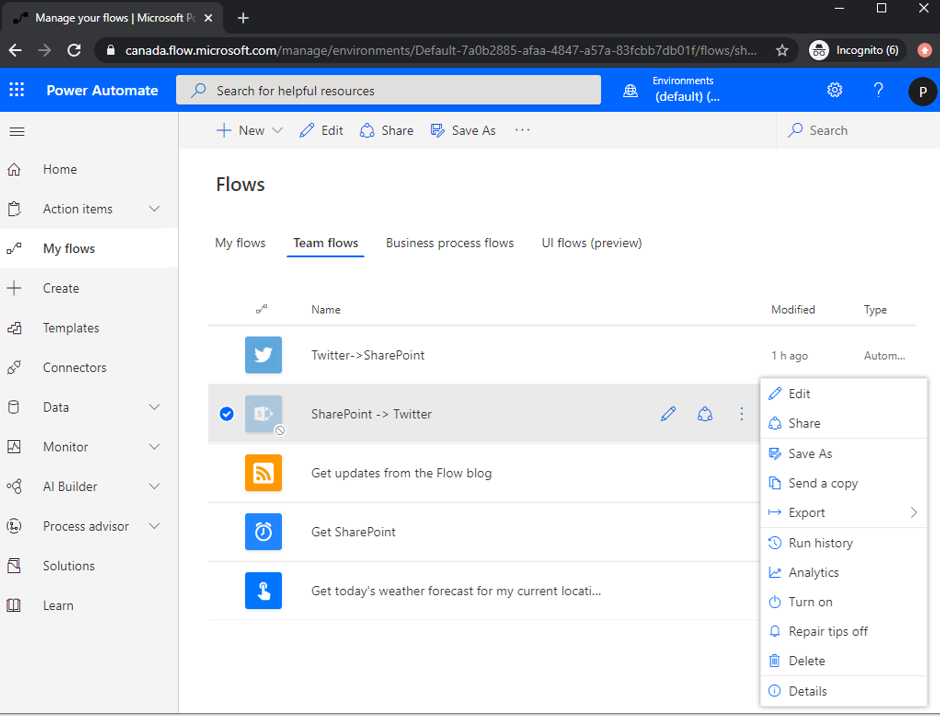 Manage your flows | Microsoft Po
canada.flow.microsoft.com/manage/environments/Default-7a0b2885-afaa-4847-a57a-83fcbb7db01f/flows/sh...
Incognito (6)
Power Automate
Search for helpful resources
Environments
(default) (...
?
P
New
Edit
Share
Save As
...
Search
Home
Action items
My flows
Create
Templates
Connectors
Data
Monitor
AI Builder
Process advisor
Solutions
Learn
Flows
My flows
Team flows
Business process flows
UI flows (preview)
Name
Modified
Type
Twitter->SharePoint
1 h ago
Autom...
SharePoint -> Twitter
Get updates from the Flow blog
Get SharePoint
Get today's weather forecast for my current locati...
Edit
Share
Save As
Send a copy
Export
Run history
Analytics
Turn on
Repair tips off
Delete
Details